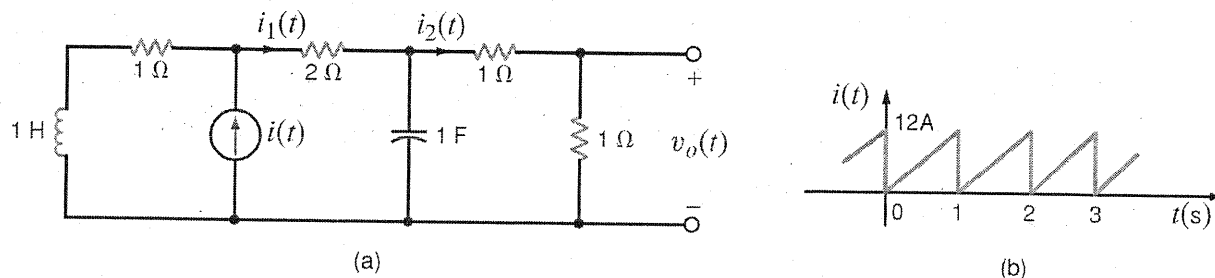 i₁(t) i₂(t)
1 Ω 2 Ω 1 Ω +
1 H i(t) 1 F 1 Ω vₒ(t)
−
(a)
i(t)
12A
0 1 2 3 t(s)
(b)